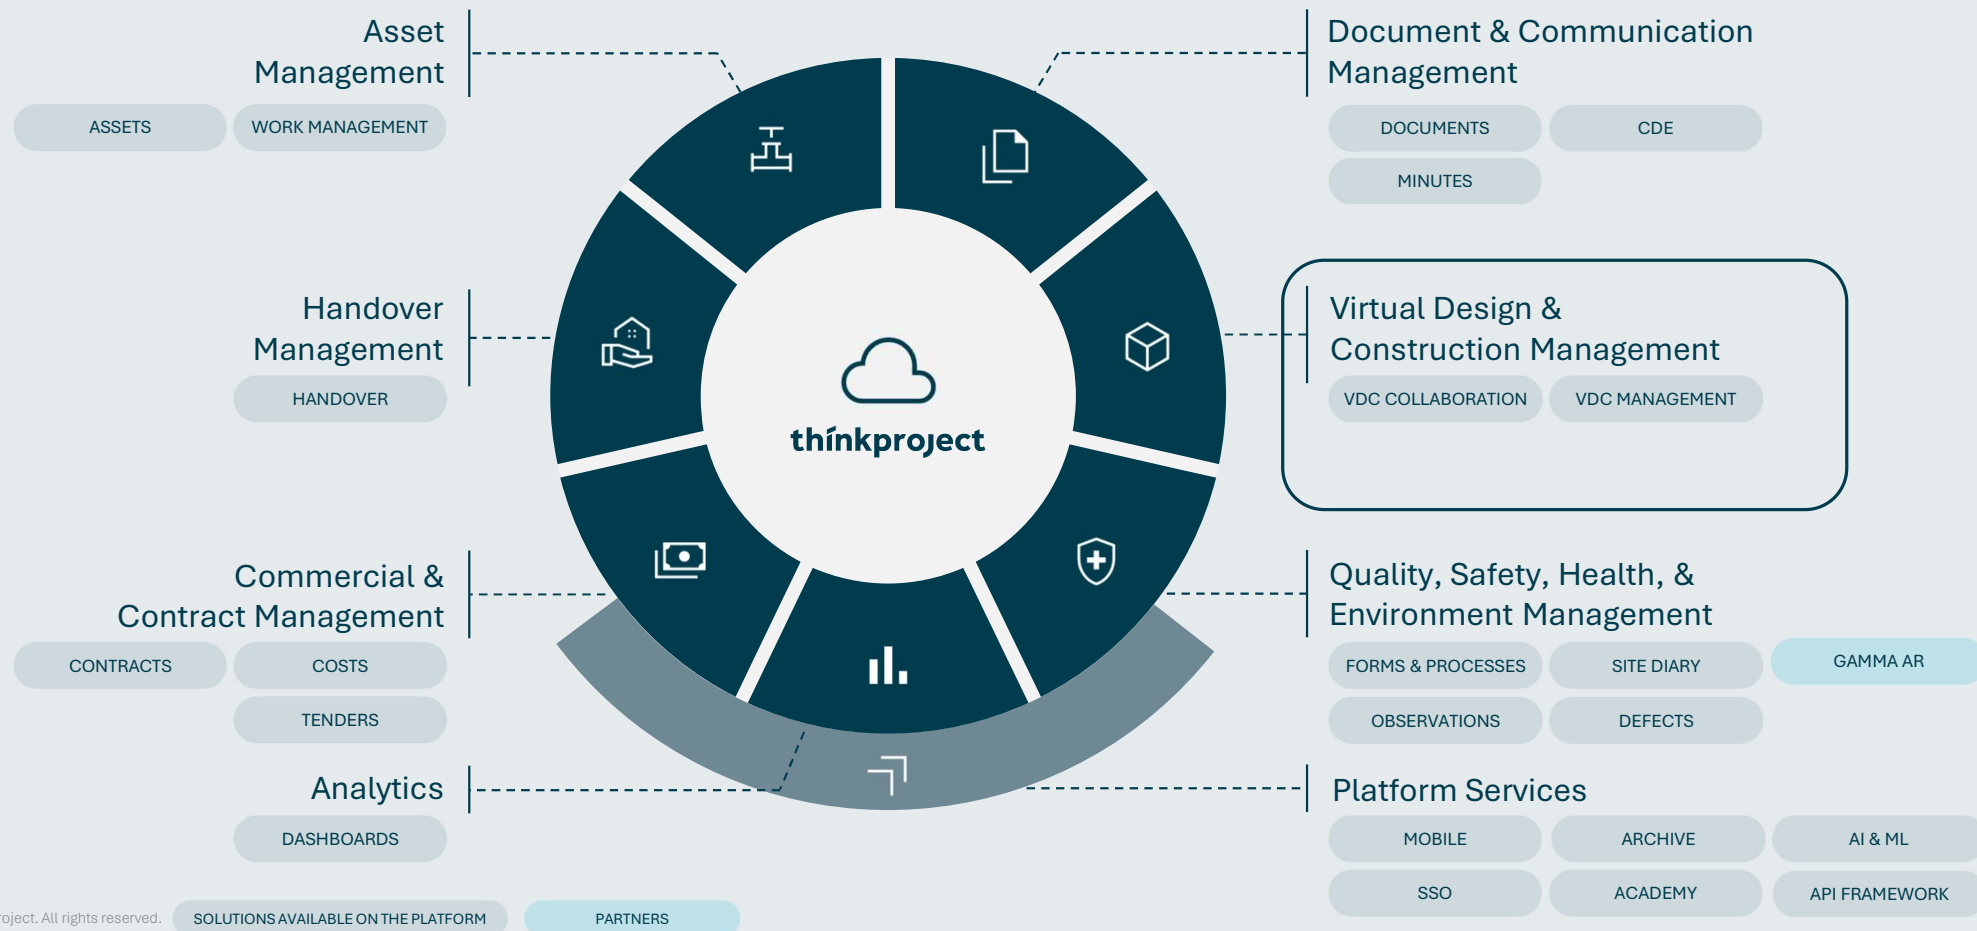 Asset
Management
ASSETS
WORK MANAGEMENT
Document & Communication
Management
DOCUMENTS
CDE
MINUTES
Handover
Management
HANDOVER
thinkproject
Virtual Design &
Construction Management
VDC COLLABORATION
VDC MANAGEMENT
Commercial &
Contract Management
CONTRACTS
COSTS
TENDERS
Quality, Safety, Health, &
Environment Management
FORMS & PROCESSES
SITE DIARY
GAMMA AR
OBSERVATIONS
DEFECTS
Analytics
DASHBOARDS
Platform Services
MOBILE
ARCHIVE
AI & ML
SSO
ACADEMY
API FRAMEWORK
roject. All rights reserved.
SOLUTIONS AVAILABLE ON THE PLATFORM
PARTNERS